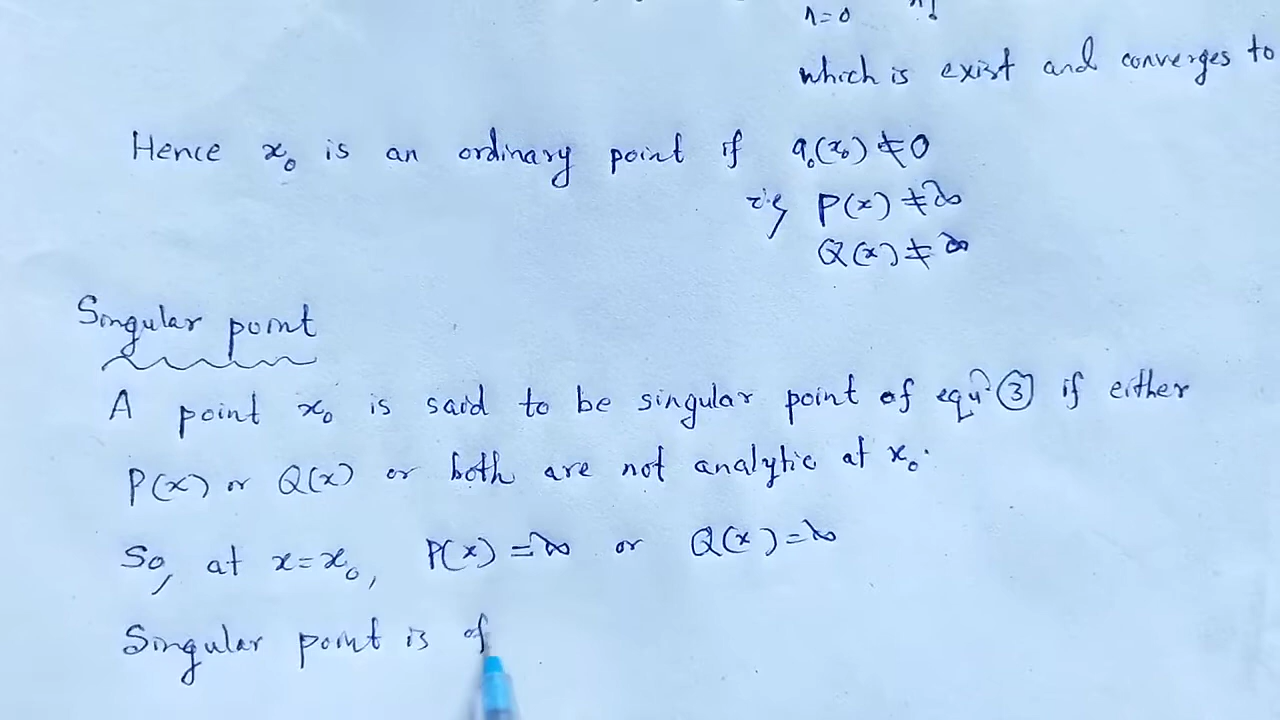 n=0 n!
which is exist and converges to
Hence x₀ is an ordinary point if a₀(x₀) ≠ 0
P(x) ≠ ∞
Q(x) ≠ ∞
Singular point
A point x₀ is said to be singular point of equⁿ ③ if either
P(x) or Q(x) or both are not analytic at x₀.
So, at x=x₀, P(x) = ∞ or Q(x) = ∞
Singular point is of